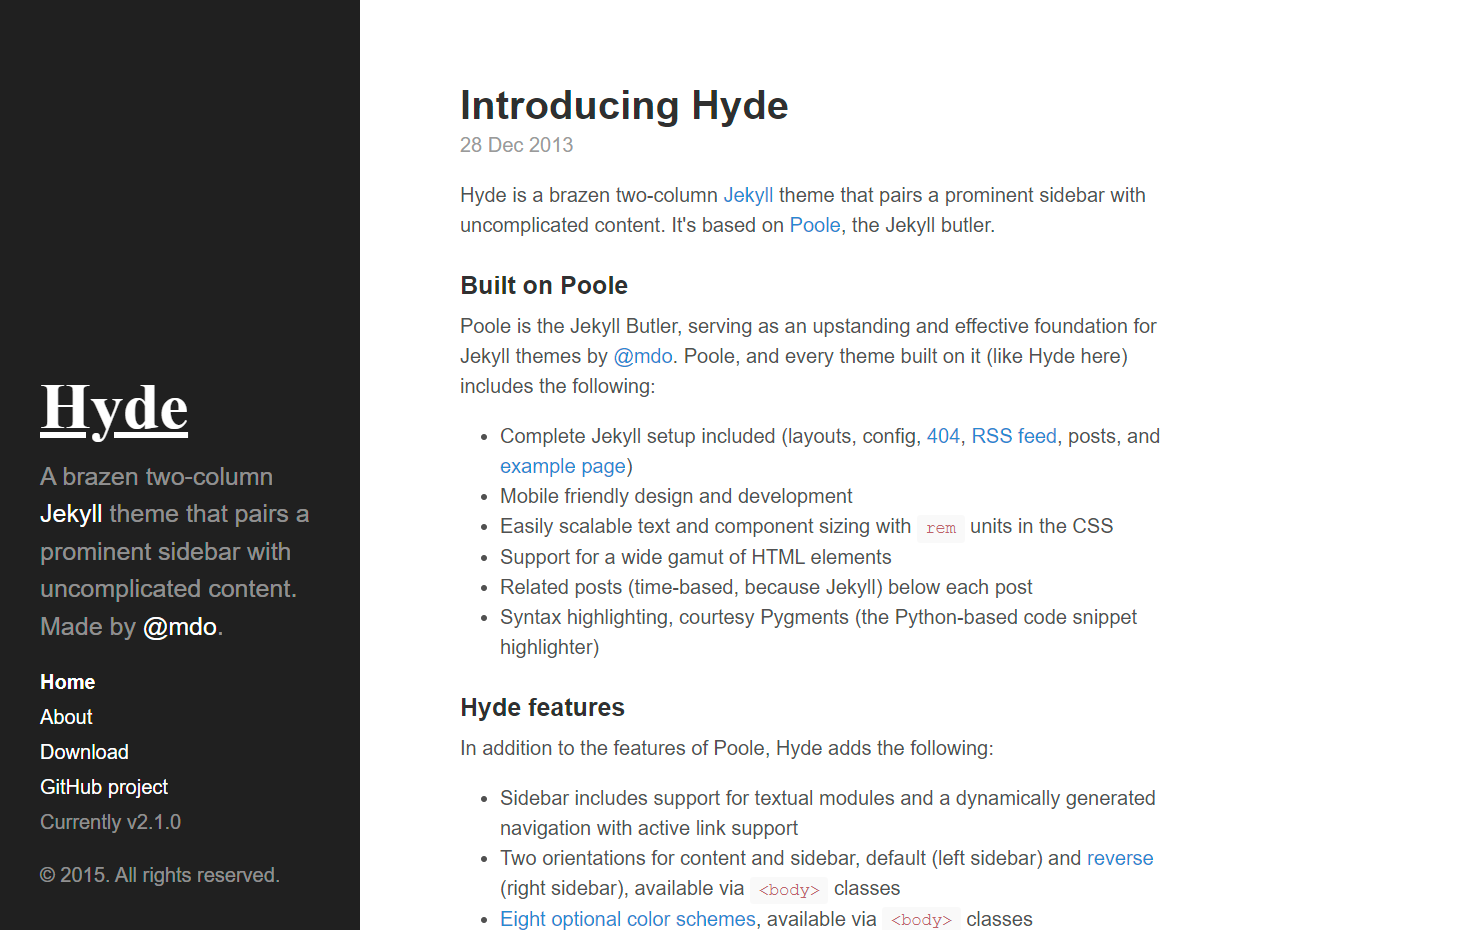 Hyde
A brazen two-column
Jekyll theme that pairs a
prominent sidebar with
uncomplicated content.
Made by @mdo.
Home
About
Download
GitHub project
Currently v2.1.0
© 2015. All rights reserved.
Introducing Hyde
28 Dec 2013
Hyde is a brazen two-column Jekyll theme that pairs a prominent sidebar with
uncomplicated content. It's based on Poole, the Jekyll butler.
Built on Poole
Poole is the Jekyll Butler, serving as an upstanding and effective foundation for
Jekyll themes by @mdo. Poole, and every theme built on it (like Hyde here)
includes the following:
• Complete Jekyll setup included (layouts, config, 404, RSS feed, posts, and
example page)
• Mobile friendly design and development
• Easily scalable text and component sizing with rem units in the CSS
• Support for a wide gamut of HTML elements
• Related posts (time-based, because Jekyll) below each post
• Syntax highlighting, courtesy Pygments (the Python-based code snippet
highlighter)
Hyde features
In addition to the features of Poole, Hyde adds the following:
• Sidebar includes support for textual modules and a dynamically generated
navigation with active link support
• Two orientations for content and sidebar, default (left sidebar) and reverse
(right sidebar), available via <body> classes
• Eight optional color schemes, available via <body> classes